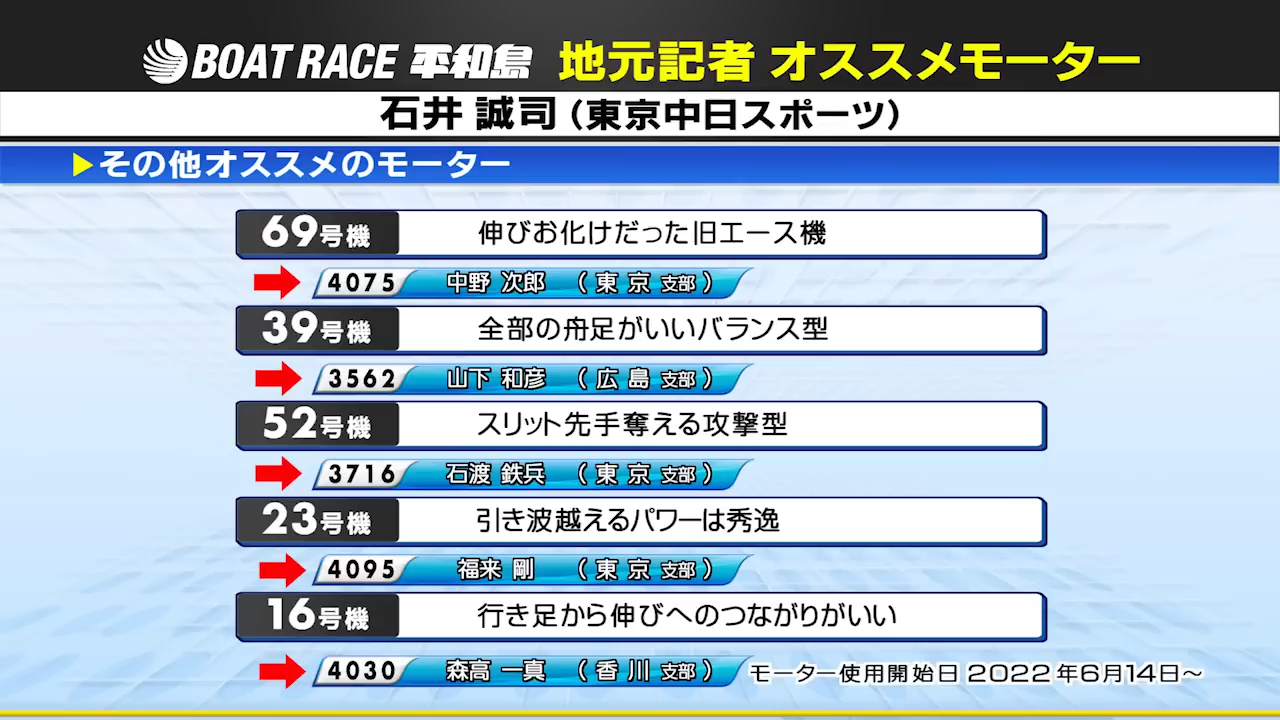 BOAT RACE 平和島 地元記者 オススメモーター
石井 誠司(東京中日スポーツ)
▶その他オススメのモーター
69号機 伸びお化けだった旧エース機
4075 中野 次郎 (東京支部)
39号機 全部の舟足がいいバランス型
3562 山下 和彦 (広島支部)
52号機 スリット先手奪える攻撃型
3716 石渡 鉄兵 (東京支部)
23号機 引き波越えるパワーは秀逸
4095 福来 剛 (東京支部)
16号機 行き足から伸びへのつながりがいい
4030 森高 一真 (香川支部) モーター使用開始日 2022年6月14日～